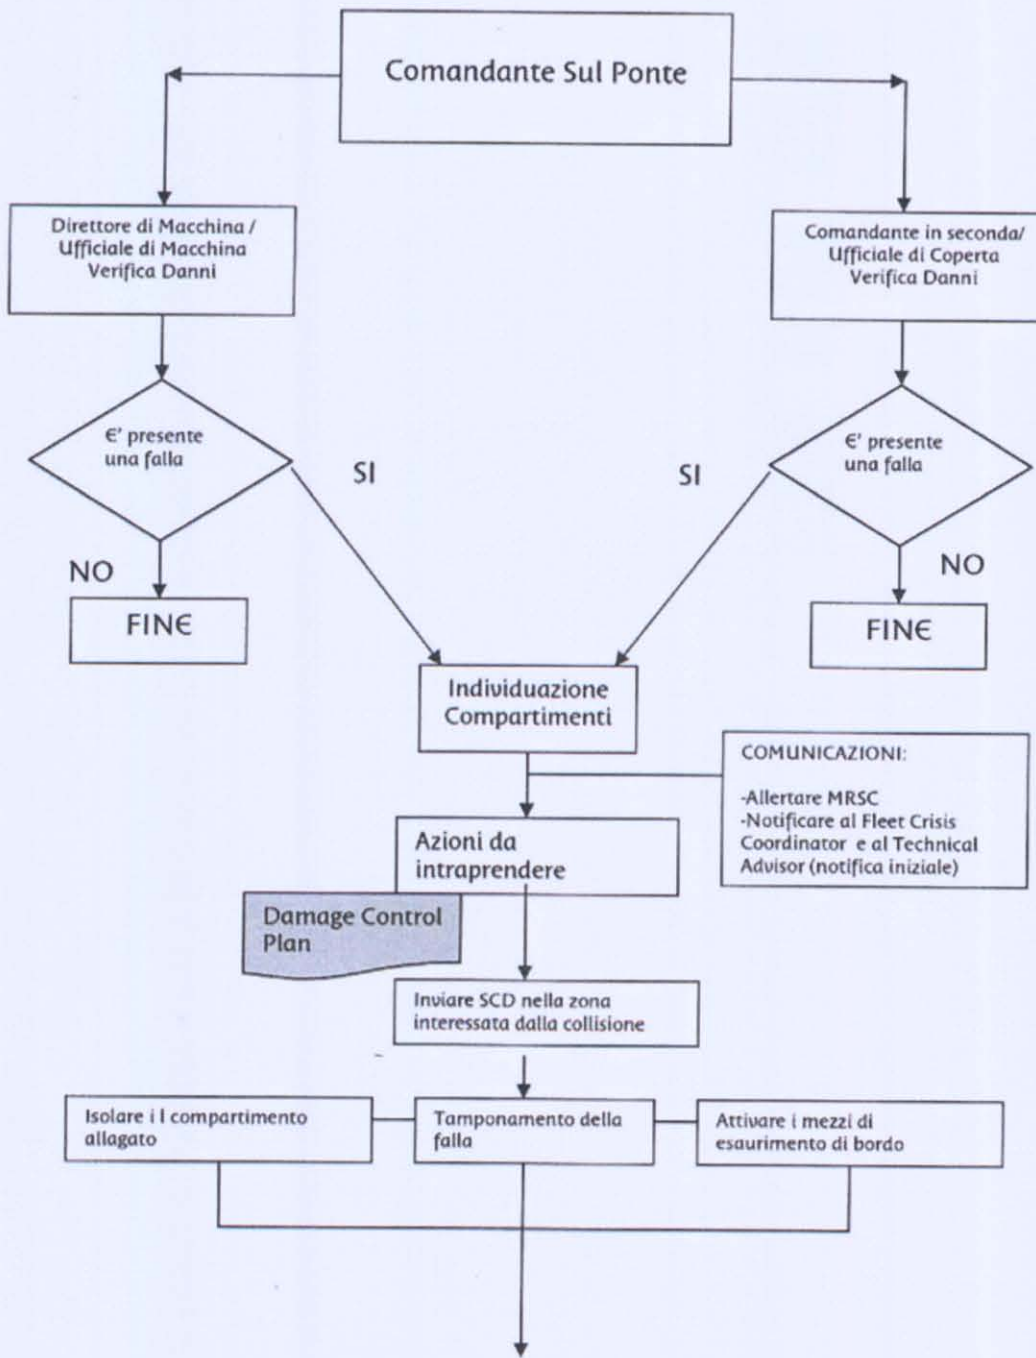 Comandante Sul Ponte
Direttore di Macchina /
Ufficiale di Macchina
Verifica Danni
Comandante in seconda/
Ufficiale di Coperta
Verifica Danni
E' presente
una falla
SI
SI
E' presente
una falla
NO
FINE
NO
FINE
Individuazione
Compartimenti
COMUNICAZIONI:
-Allertare MRSC
-Notificare al Fleet Crisis
Coordinator e al Technical
Advisor (notifica iniziale)
Azioni da
intraprendere
Damage Control
Plan
Inviare SCD nella zona
interessata dalla collisione
Isolare i l compartimento
allagato
Tamponamento della
falla
Attivare i mezzi di
esaurimento di bordo